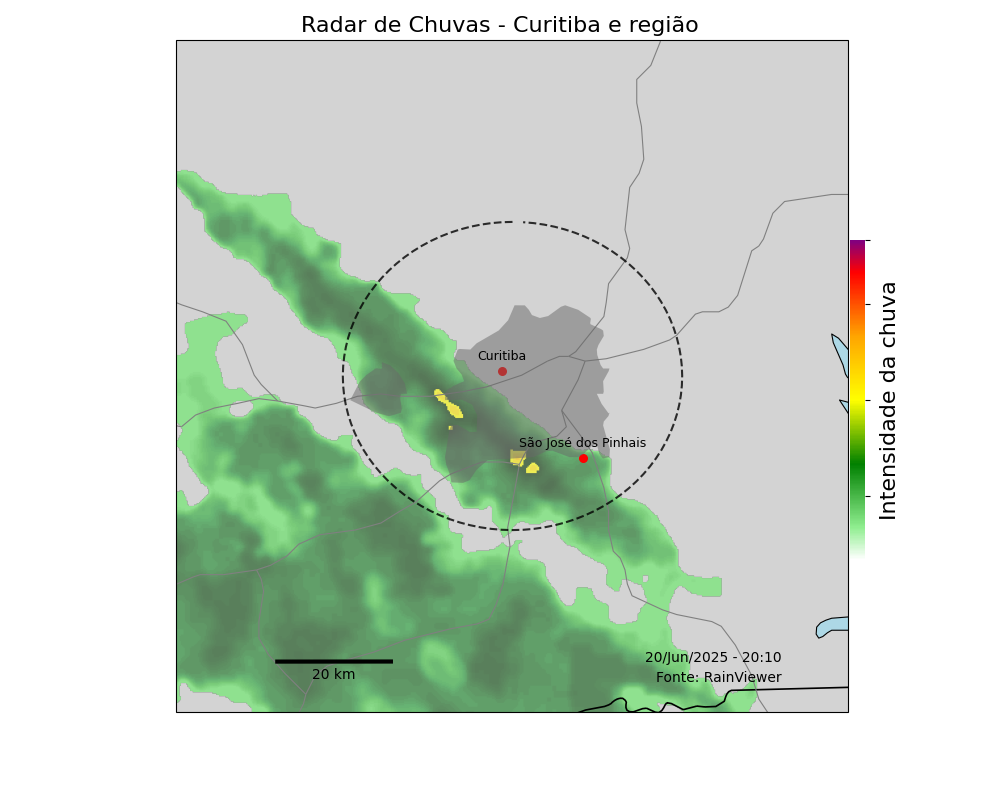 Radar de Chuvas - Curitiba e região
Curitiba
São José dos Pinhais
Intensidade da chuva
20/Jun/2025 - 20:10
Fonte: RainViewer
20 km